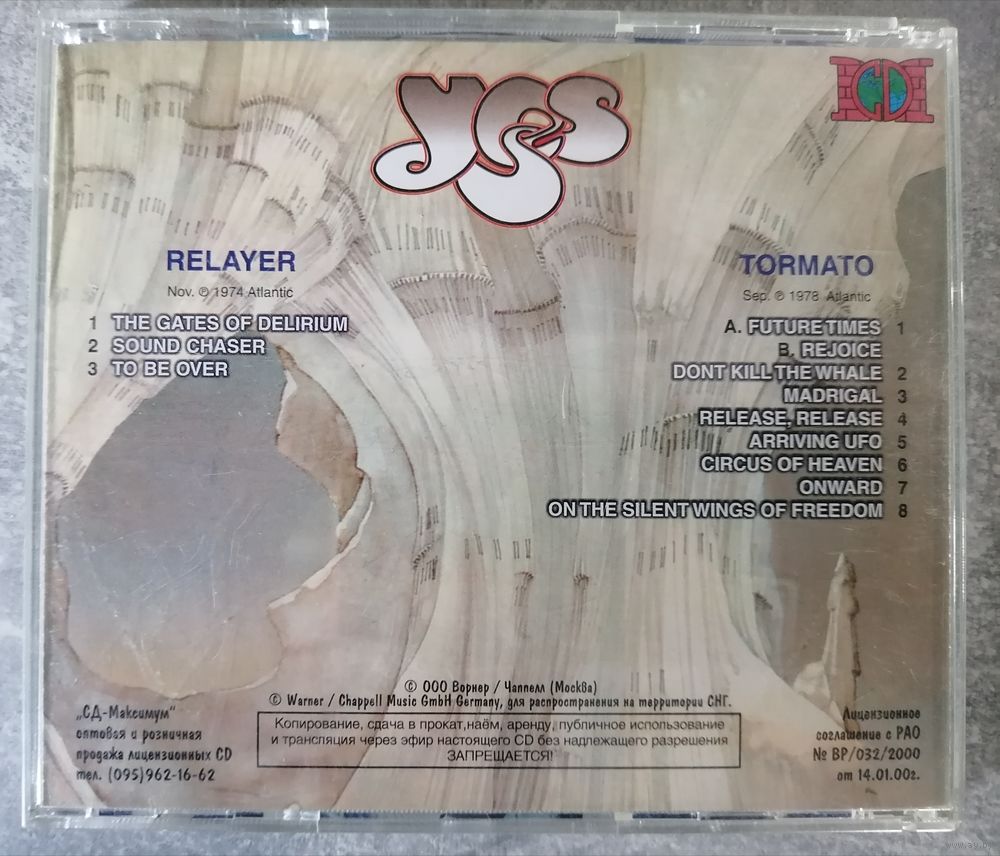 yes
CD
RELAYER
Nov. ℗ 1974 Atlantic
1 THE GATES OF DELIRIUM
2 SOUND CHASER
3 TO BE OVER
TORMATO
Sep. ℗ 1978 Atlantic
A. FUTURE TIMES 1
B. REJOICE
DONT KILL THE WHALE 2
MADRIGAL 3
RELEASE, RELEASE 4
ARRIVING UFO 5
CIRCUS OF HEAVEN 6
ONWARD 7
ON THE SILENT WINGS OF FREEDOM 8
© ООО Ворнер / Чаппелл (Москва)
© Warner / Chappell Music GmbH Germany, для распространения на территории СНГ.
Копирование, сдача в прокат,наём, аренду, публичное использование
и трансляция через эфир настоящего CD без надлежащего разрешения
ЗАПРЕЩАЕТСЯ!
„СД-Максимум"
оптовая и розничная
продажа лицензионных CD
тел. (095)962-16-62
Лицензионное
соглашение с РАО
№ ВР/032/2000
от 14.01.00г.
www.ay.by